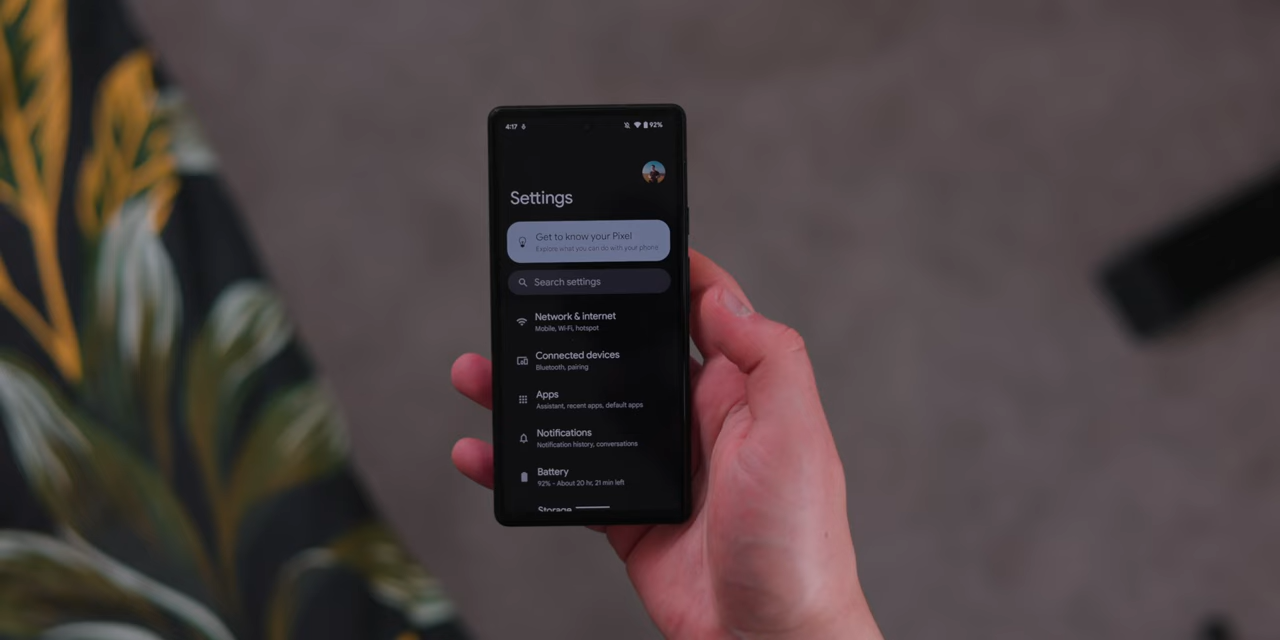 4:17
92%
Settings
Get to know your Pixel
Explore what you can do with your phone
Search settings
Network & internet
Mobile, Wi-Fi, hotspot
Connected devices
Bluetooth, pairing
Apps
Assistant, recent apps, default apps
Notifications
Notification history, conversations
Battery
92% - About 20 hr, 21 min left
Storage